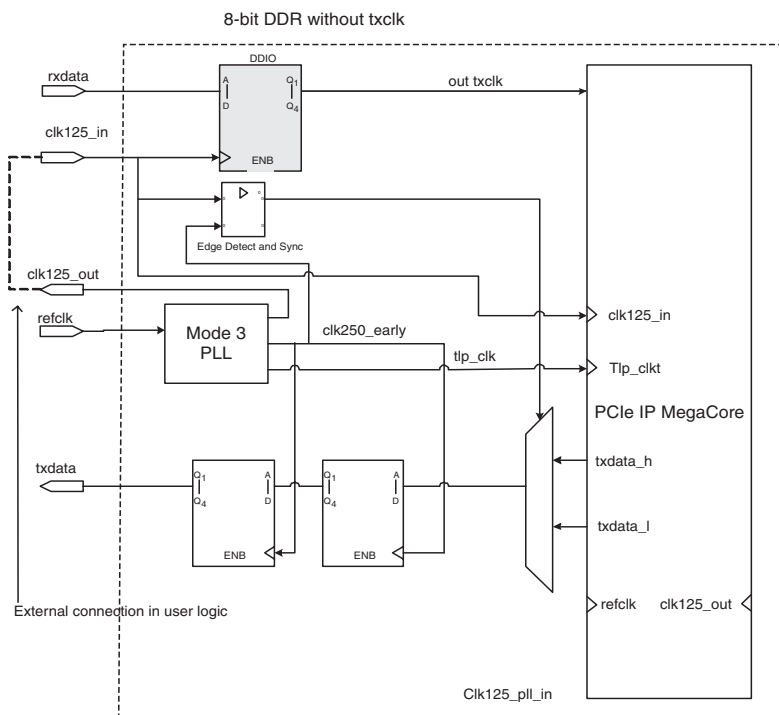 8-bit DDR without txclk
DDIO
rxdata
A
D
Q1
Q4
ENB
out txclk
clk125_in
Edge Detect and Sync
clk125_out
refclk
Mode 3
PLL
clk250_early
tlp_clk
clk125_in
Tlp_clkt
PCIe IP MegaCore
txdata
Q1
Q4
A
D
ENB
Q1
Q4
A
D
ENB
txdata_h
txdata_l
External connection in user logic
refclk
clk125_out
Clk125_pll_in